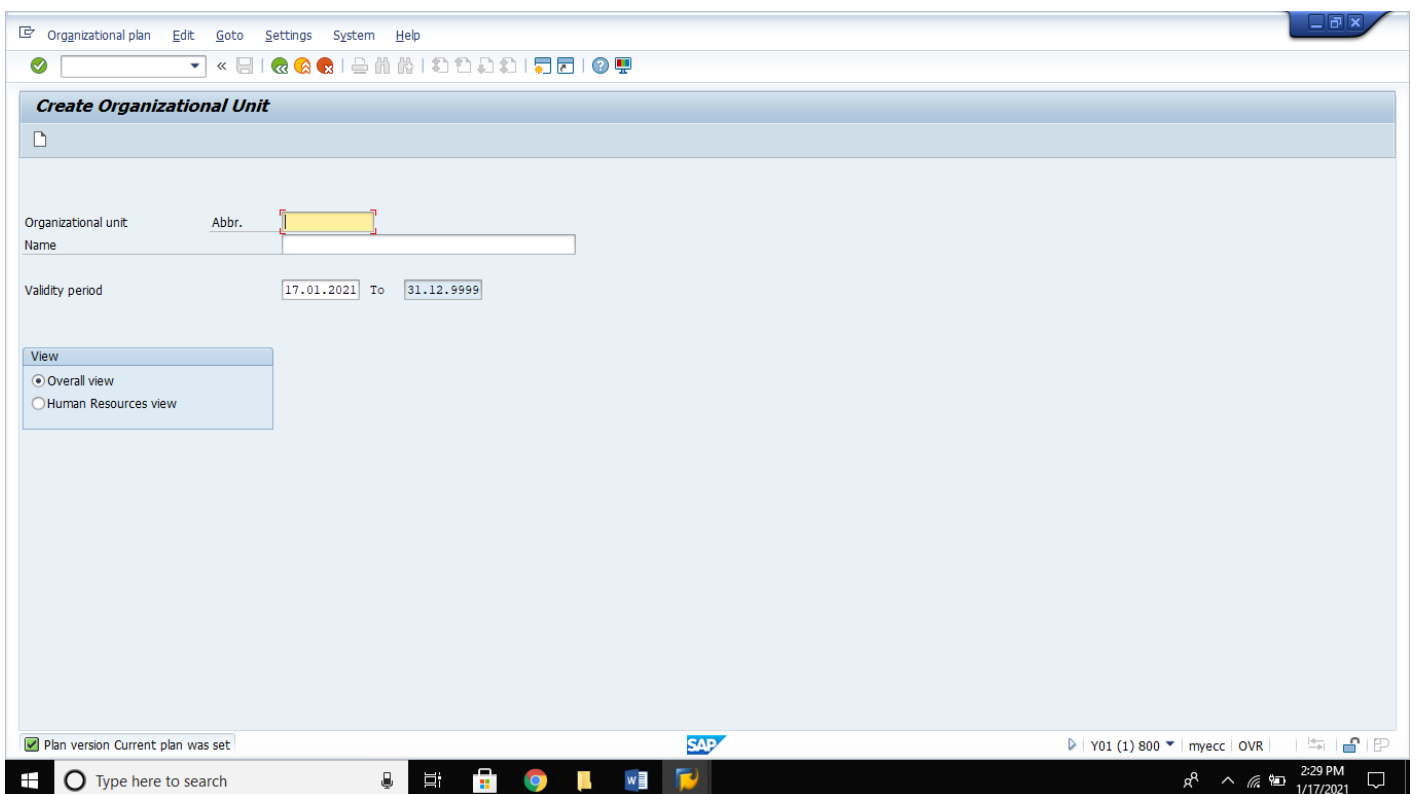 Organizational plan Edit Goto Settings System Help
Create Organizational Unit
Organizational unit Abbr.
Name
Validity period 17.01.2021 To 31.12.9999
View
Overall view
Human Resources view
Plan version Current plan was set SAP Y01 (1) 800 myecc OVR
Type here to search 2:29 PM
1/17/2021